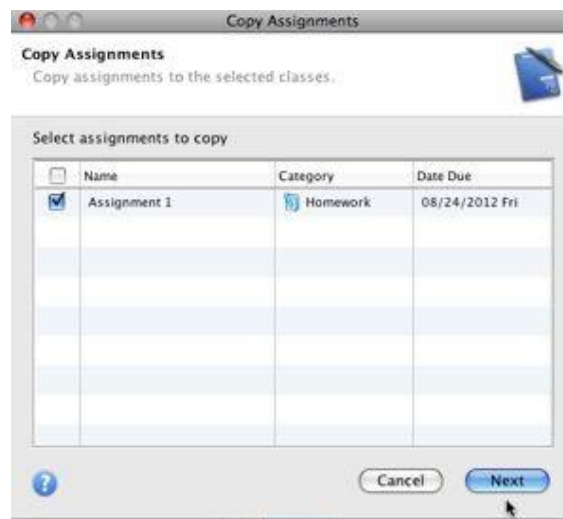 Copy Assignments
Copy Assignments
Copy assignments to the selected classes.
Select assignments to copy
Name Category Date Due
Assignment 1 Homework 08/24/2012 Fri
? Cancel Next